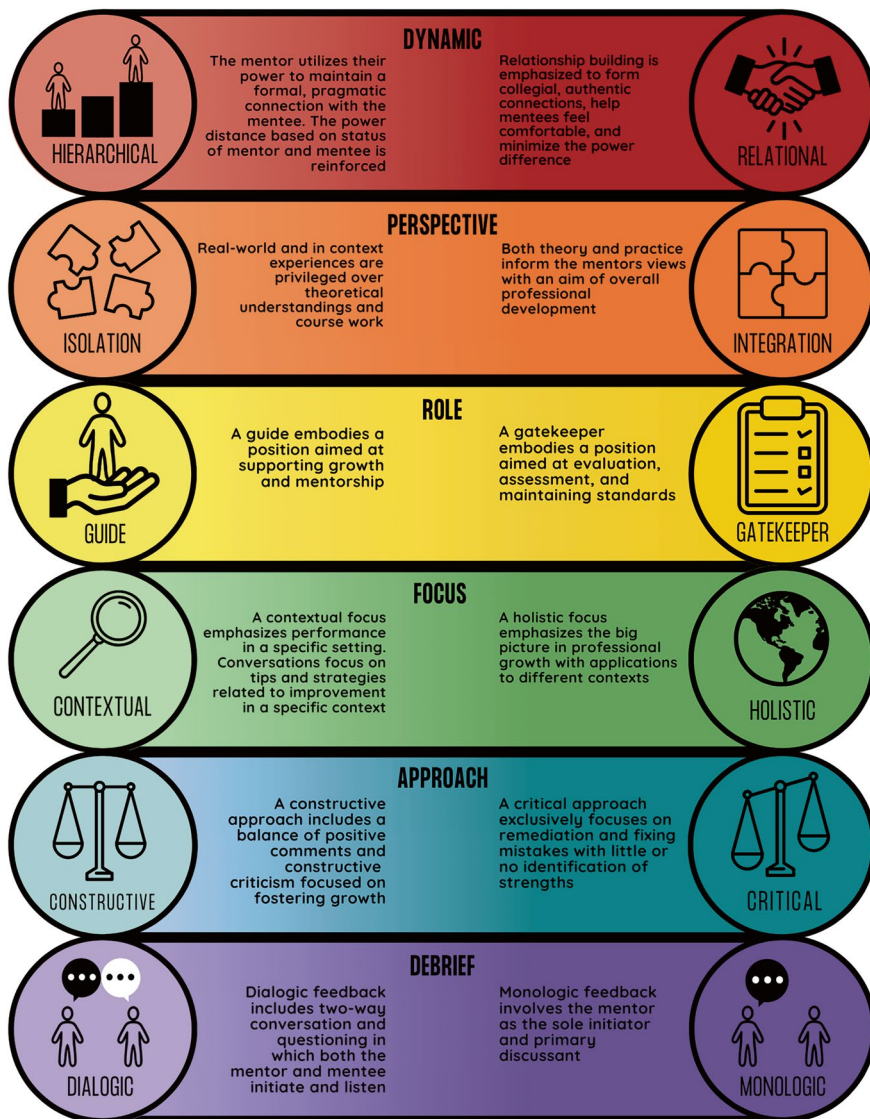 DYNAMIC
The mentor utilizes their
power to maintain a
formal, pragmatic
connection with the
mentee. The power
distance based on status
of mentor and mentee is
reinforced
HIERARCHICAL
Relationship building is
emphasized to form
collegial, authentic
connections, help
mentees feel
comfortable, and
minimize the power
difference
RELATIONAL
PERSPECTIVE
Real-world and in context
experiences are
privileged over
theoretical
understandings and
course work
ISOLATION
Both theory and practice
inform the mentors views
with an aim of overall
professional
development
INTEGRATION
ROLE
A guide embodies a
position aimed at
supporting growth
and mentorship
GUIDE
A gatekeeper
embodies a position
aimed at evaluation,
assessment, and
maintaining standards
GATEKEEPER
FOCUS
A contextual focus
emphasizes performance
in a specific setting.
Conversations focus on
tips and strategies
related to improvement
in a specific context
CONTEXTUAL
A holistic focus
emphasizes the big
picture in professional
growth with applications
to different contexts
HOLISTIC
APPROACH
A constructive
approach includes a
balance of positive
comments and
constructive
criticism focused on
fostering growth
CONSTRUCTIVE
A critical approach
exclusively focuses on
remediation and fixing
mistakes with little or
no identification of
strengths
CRITICAL
DEBRIEF
Dialogic feedback
includes two-way
conversation and
questioning in
which both the
mentor and mentee
initiate and listen
DIALOGIC
Monologic feedback
involves the mentor
as the sole initiator
and primary
discussant
MONOLOGIC